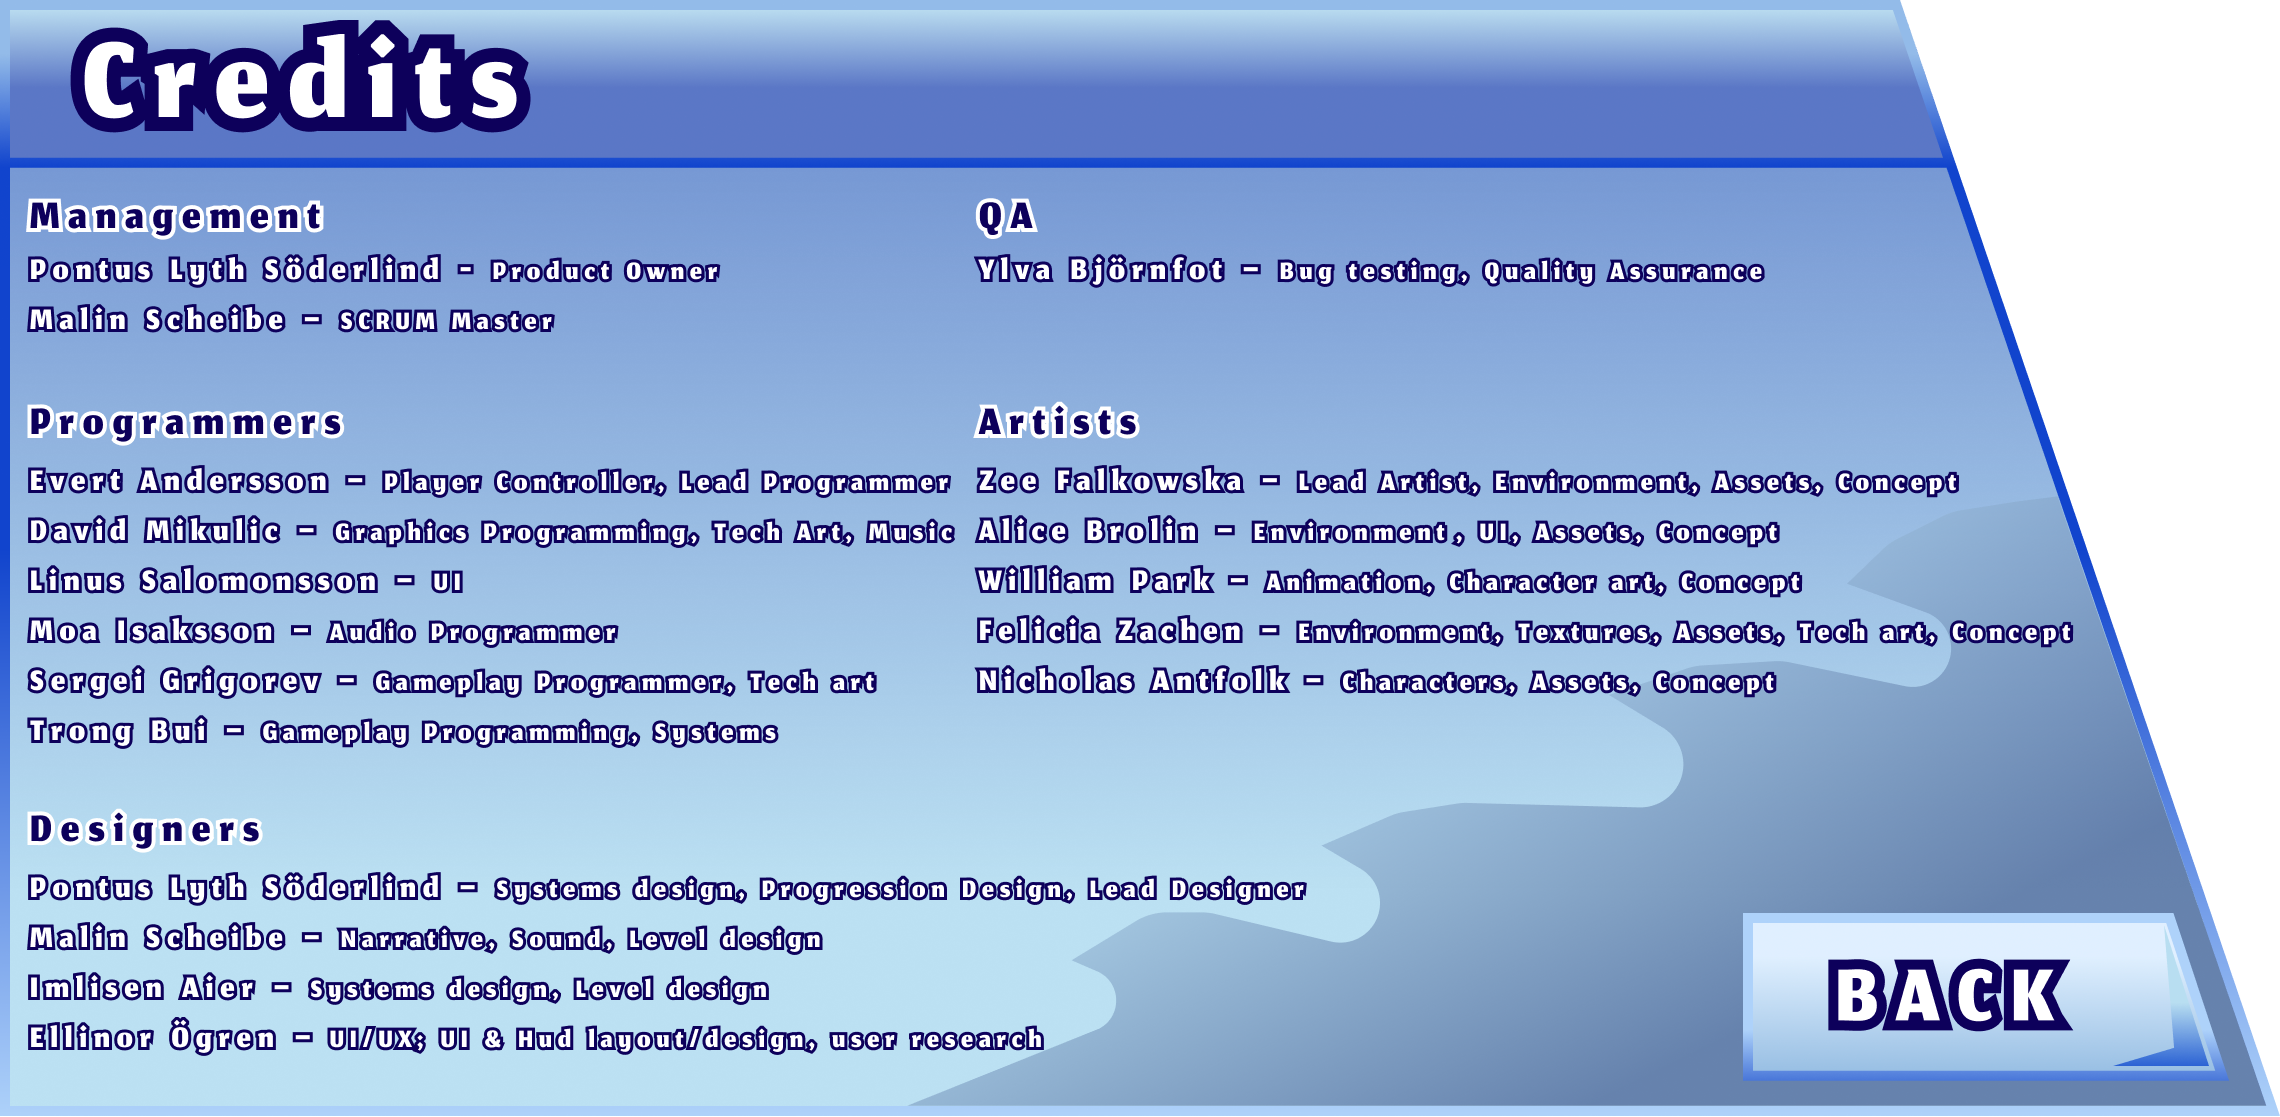 Credits
Management
Pontus Lyth Söderlind - Product Owner
Malin Scheibe - SCRUM Master
QA
Ylva Björnfot - Bug testing, Quality Assurance
Programmers
Evert Andersson - Player Controller, Lead Programmer
David Mikulic - Graphics Programming, Tech Art, Music
Linus Salomonsson - UI
Moa Isaksson - Audio Programmer
Sergei Grigorev - Gameplay Programmer, Tech art
Trong Bui - Gameplay Programming, Systems
Artists
Zee Falkowska - Lead Artist, Environment, Assets, Concept
Alice Brolin - Environment, UI, Assets, Concept
William Park - Animation, Character art, Concept
Felicia Zachen - Environment, Textures, Assets, Tech art, Concept
Nicholas Antfolk - Characters, Assets, Concept
Designers
Pontus Lyth Söderlind - Systems design, Progression Design, Lead Designer
Malin Scheibe - Narrative, Sound, Level design
Imlisen Aier - Systems design, Level design
Ellinor Ögren - UI/UX; UI & Hud layout/design, user research
BACK